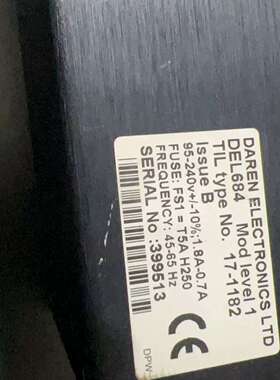 DAREN ELECTRONICS LTD
DEL684 Mod level 1
TIL type No. 17-1182
Issue B
95-240v+/-10%;1.8A-0.7A
FUSE: FS1 = T5A H250
FREQUENCY: 45-65 Hz
SERIAL No :399513
CE
DPW-